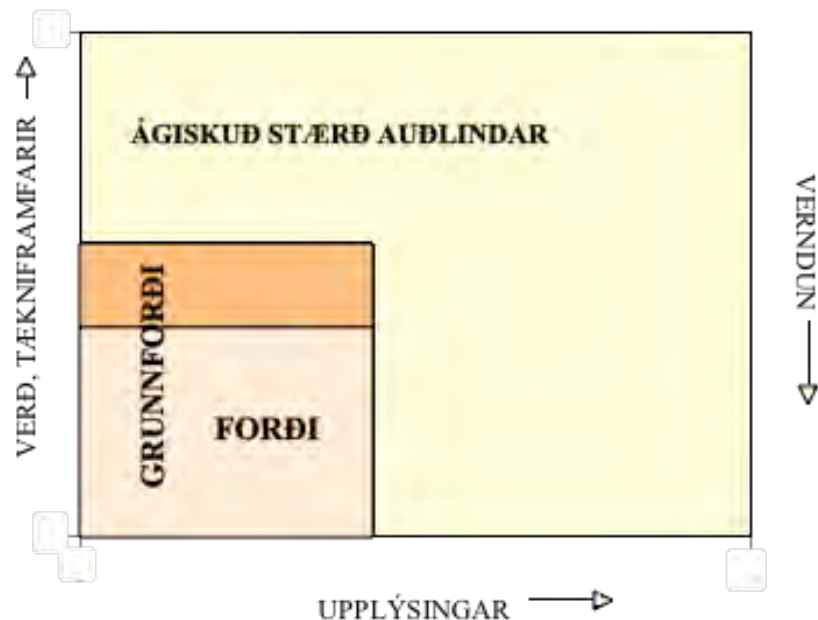 ÁGISKUÐ STÆRÐ AUÐLINDAR
VERÐ, TÆKNIFRAMFARIR
VERNDUN
GRUNNFORÐI
FORÐI
UPPLÝSINGAR